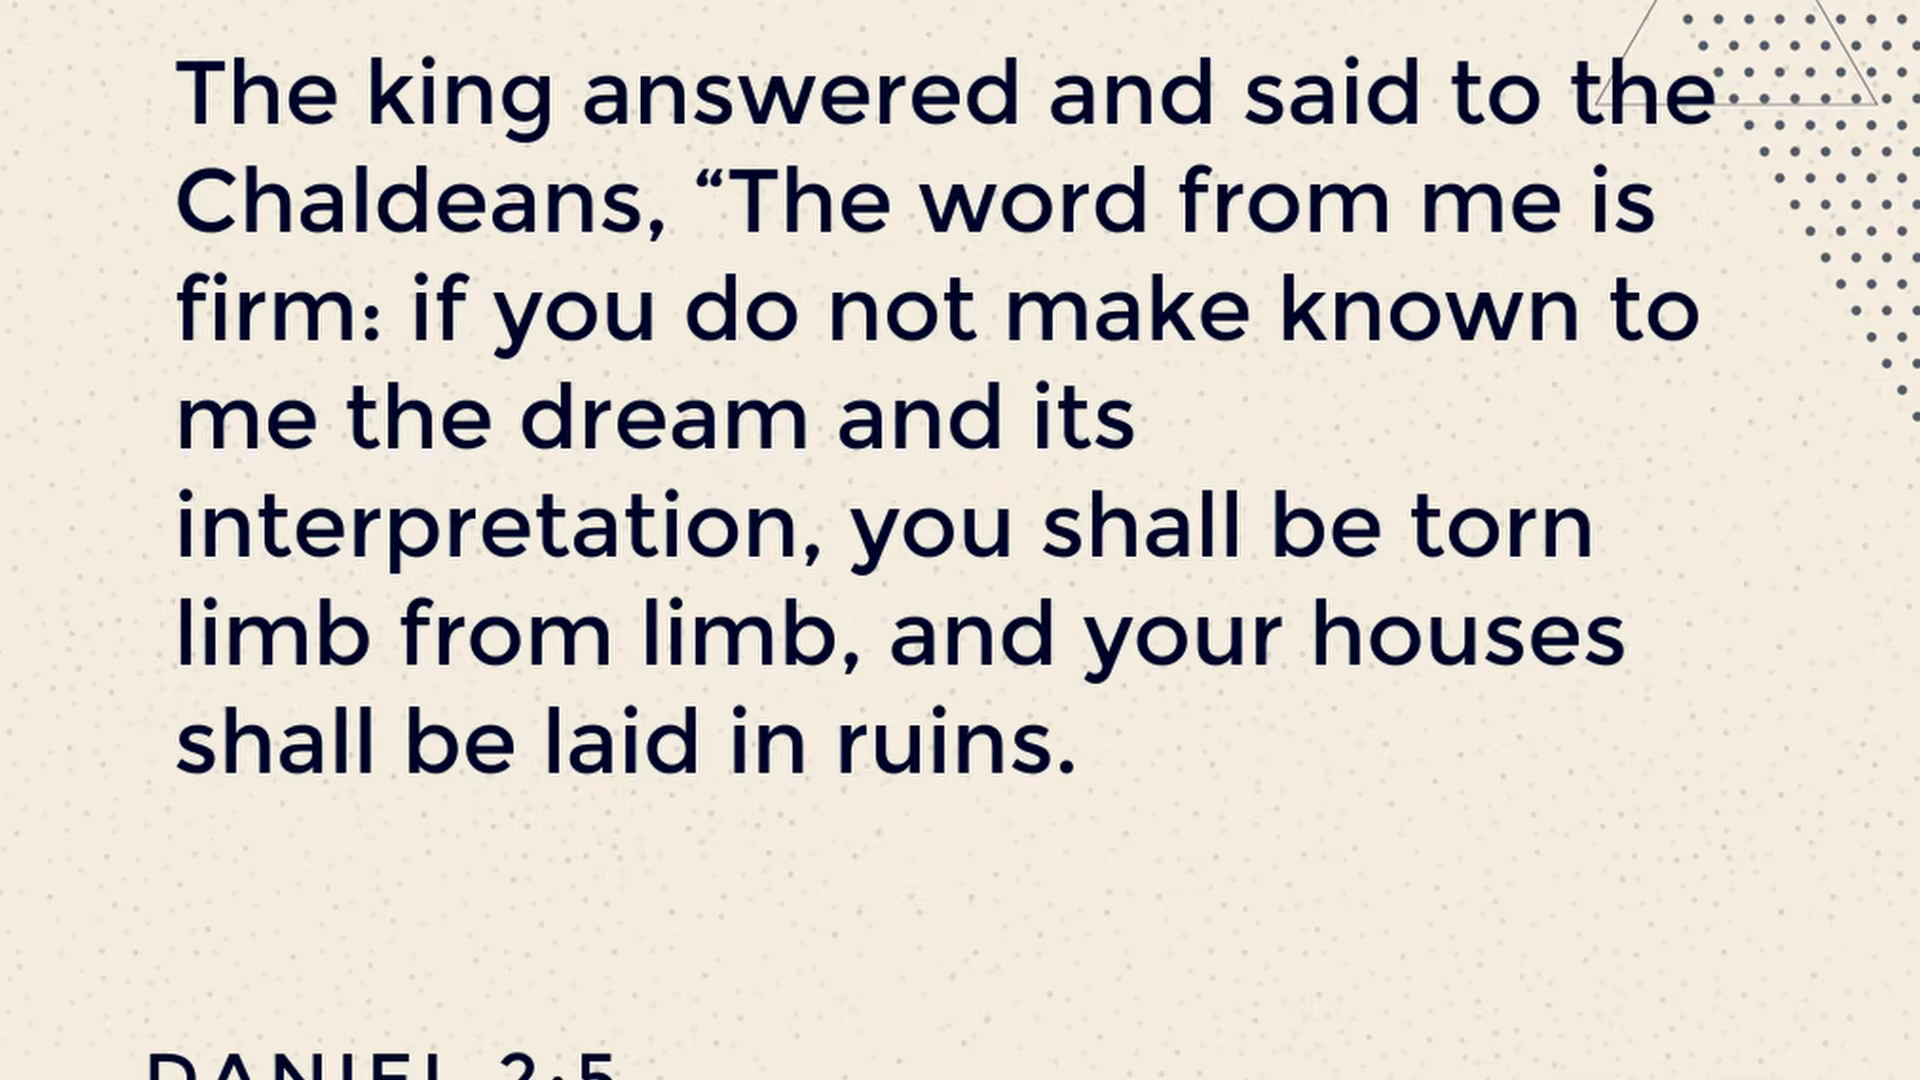 The king answered and said to the
Chaldeans, “The word from me is
firm: if you do not make known to
me the dream and its
interpretation, you shall be torn
limb from limb, and your houses
shall be laid in ruins.
DANIEL 2:5